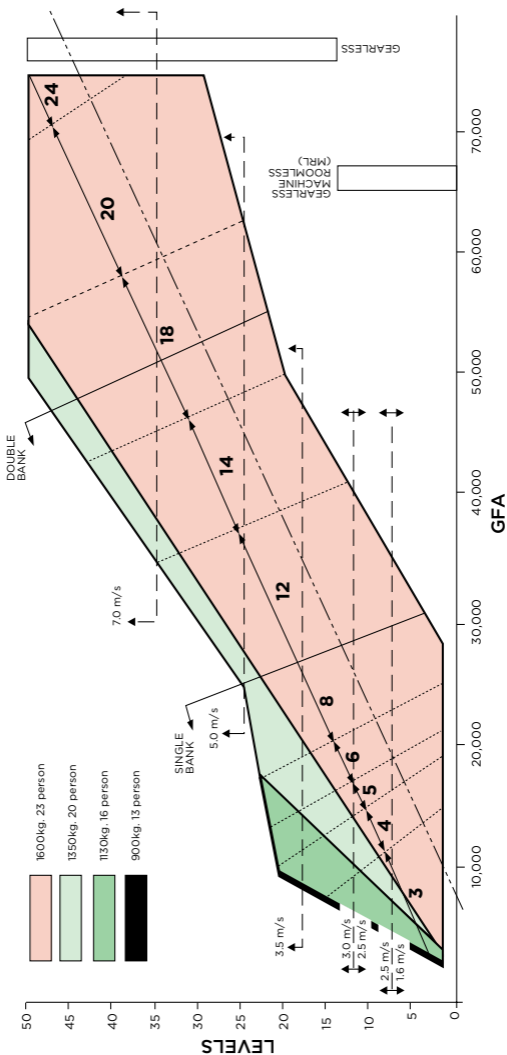 1600kg. 23 person
1350kg. 20 person
1130kg. 16 person
900kg. 13 person
LEVELS
50
45
40
35
30
25
20
15
10
5
0
GFA
10,000
20,000
30,000
40,000
50,000
60,000
70,000
SINGLE
BANK
DOUBLE
BANK
7.0 m/s
5.0 m/s
3.5 m/s
3.0 m/s
2.5 m/s
2.5 m/s
1.6 m/s
3
4
5
6
8
12
14
18
20
24
GEARLESS
MACHINE
ROOMLESS
(MRL)
GEARLESS